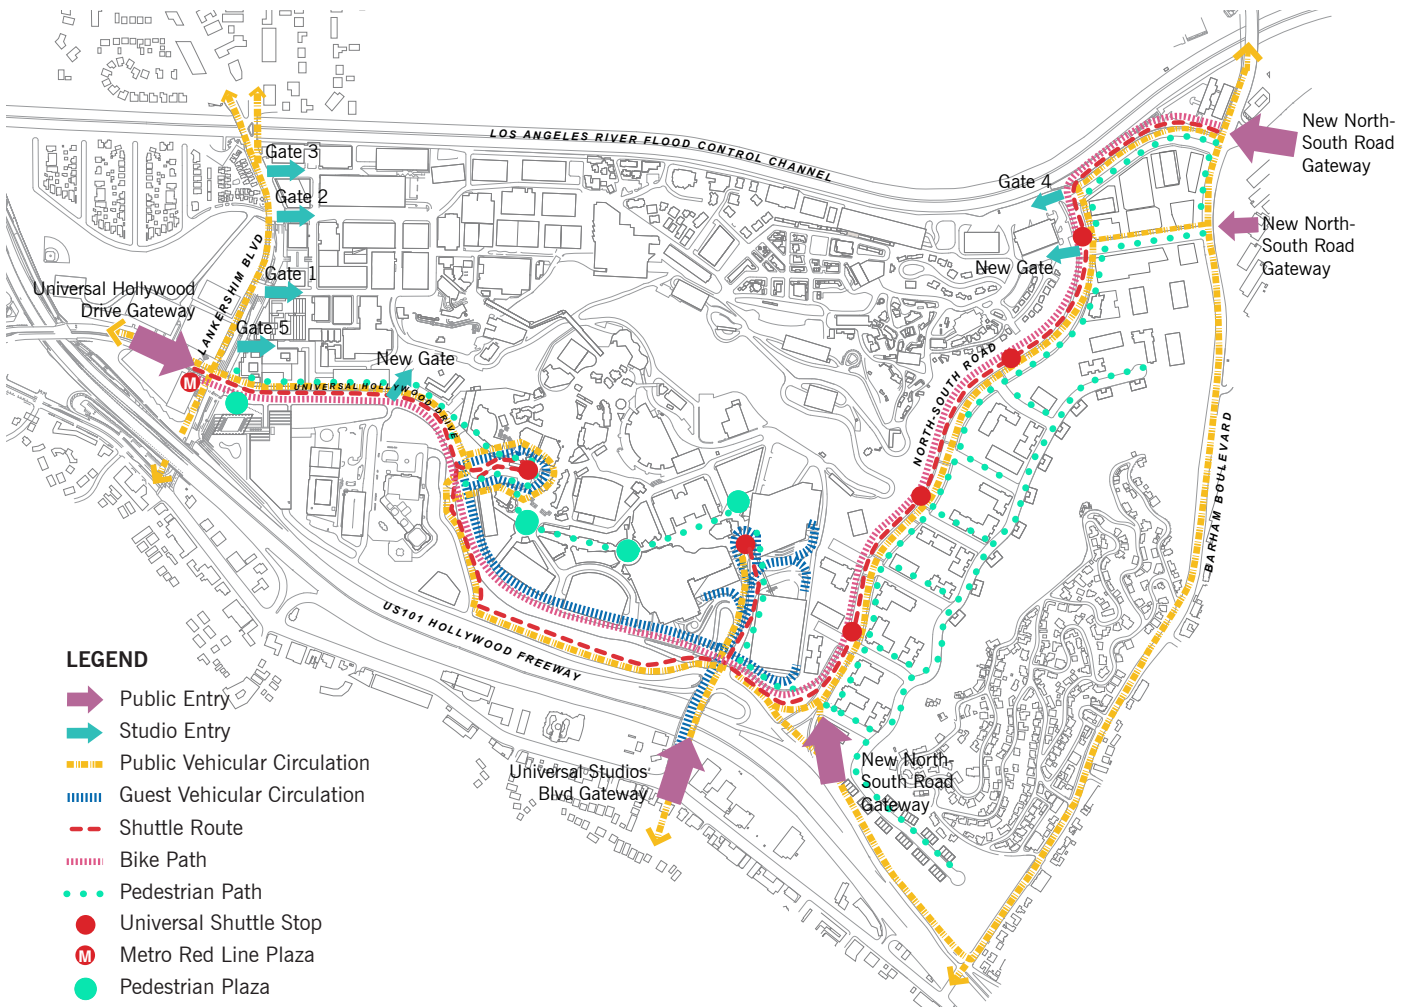 LOS ANGELES RIVER FLOOD CONTROL CHANNEL
New North-
South Road
Gateway
Gate 3
Gate 4
Gate 2
New North-
South Road
Gateway
LANKERSHIM BLVD
New Gate
Gate 1
Universal Hollywood
Drive Gateway
Gate 5
New Gate
M
UNIVERSAL HOLLYWOOD DRIVE
NORTH-SOUTH ROAD
BARHAM BOULEVARD
US101 HOLLYWOOD FREEWAY
Universal Studios
Blvd Gateway
New North-
South Road
Gateway
LEGEND
Public Entry
Studio Entry
Public Vehicular Circulation
Guest Vehicular Circulation
Shuttle Route
Bike Path
Pedestrian Path
Universal Shuttle Stop
M Metro Red Line Plaza
Pedestrian Plaza